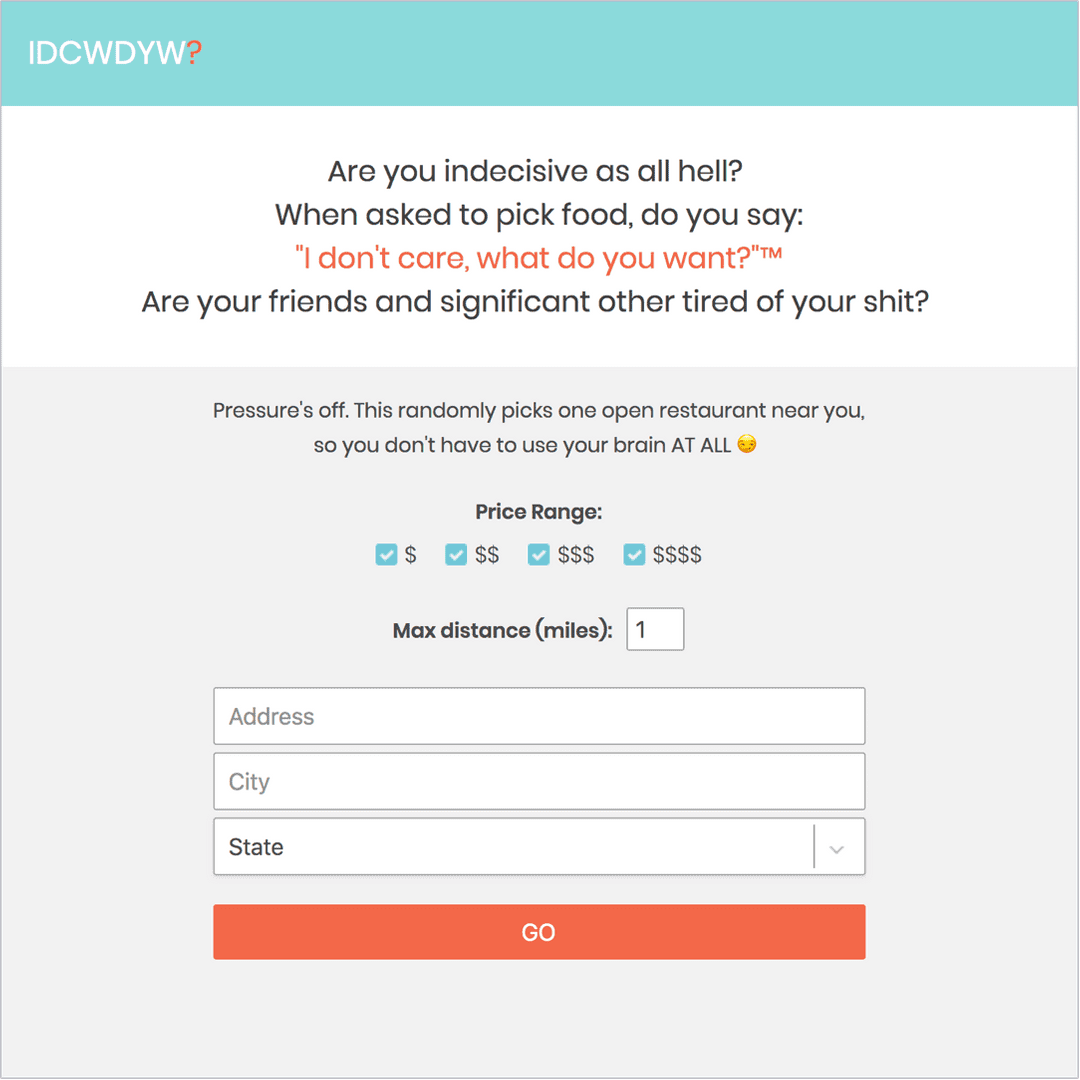 IDCWDYW?
Are you indecisive as all hell?
When asked to pick food, do you say:
"I don't care, what do you want?"™
Are your friends and significant other tired of your shit?
Pressure's off. This randomly picks one open restaurant near you,
so you don't have to use your brain AT ALL 😏
Price Range:
$ $$ $$$ $$$$
Max distance (miles): 1
Address
City
State
GO